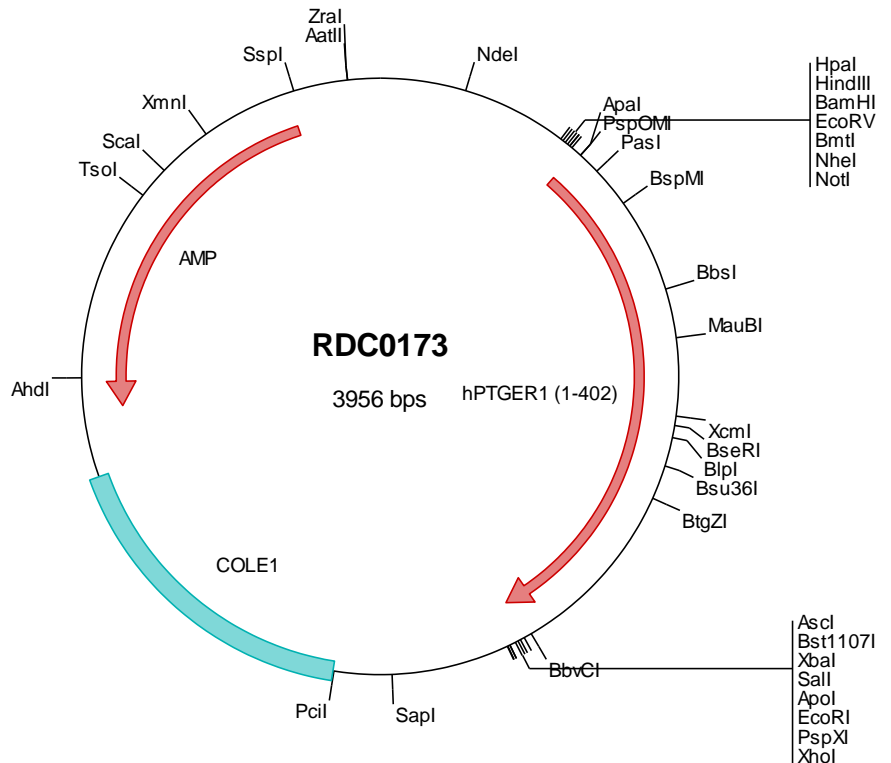 ZraI
AatII
SspI
NdeI
XmnI
ScaI
TsoI
HpaI
HindIII
BamHI
EcoRV
BmtI
NheI
NotI
ApaI
PspOMI
PasI
BspMI
BbsI
MauBI
AMP
RDC0173
3956 bps
hPTGER1 (1-402)
AhdI
XcmI
BseRI
BlpI
Bsu36I
BtgZI
COLE1
AscI
Bst1107I
XbaI
SalI
ApoI
EcoRI
PspXI
XhoI
BbvCI
PciI
SapI